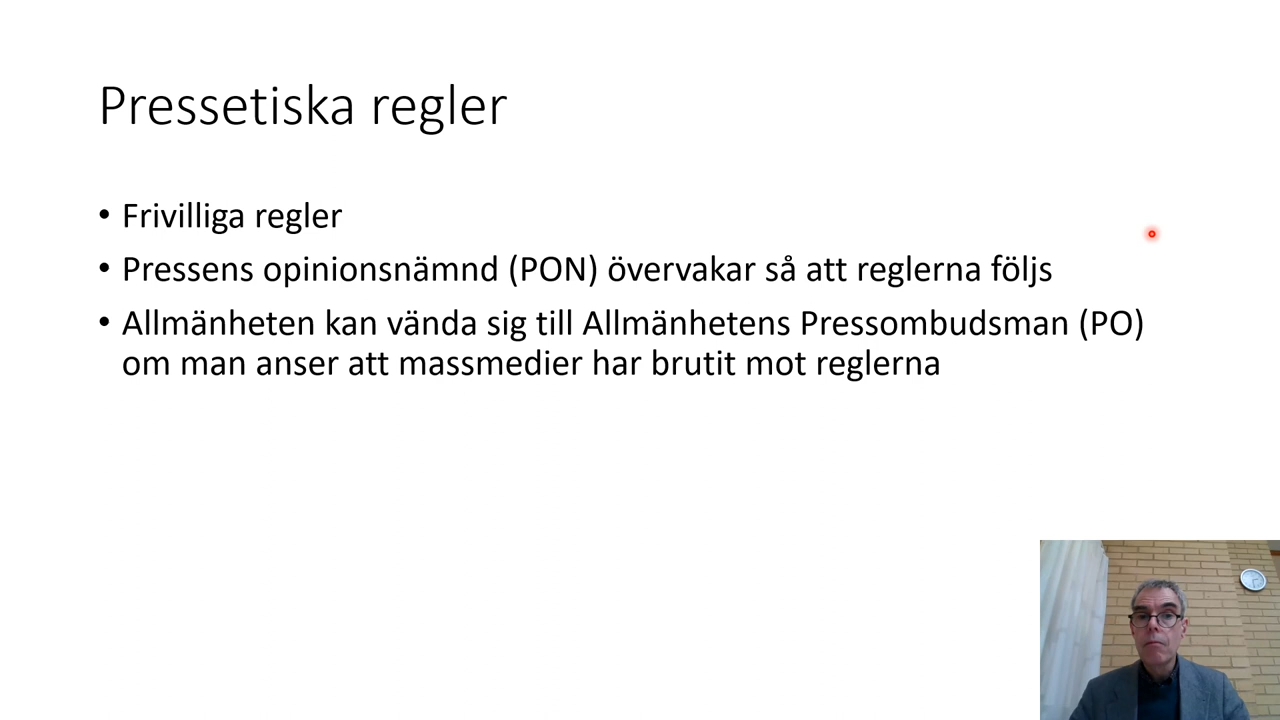 Pressetiska regler
• Frivilliga regler
• Pressens opinionsnämnd (PON) övervakar så att reglerna följs
• Allmänheten kan vända sig till Allmänhetens Pressombudsman (PO)
om man anser att massmedier har brutit mot reglerna